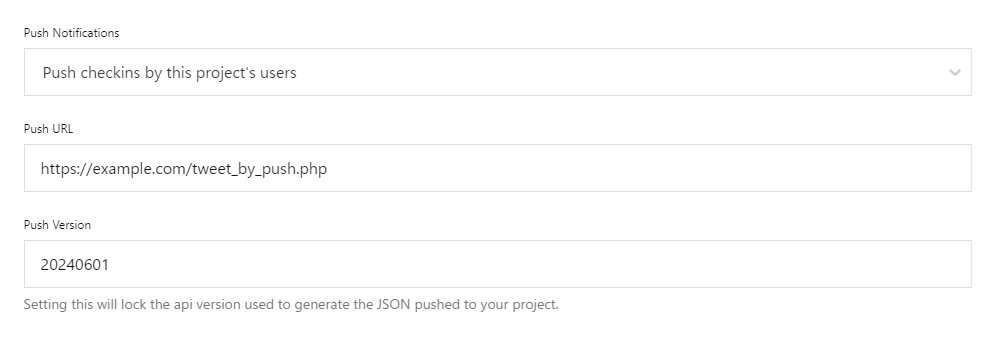 Push Notifications
Push checkins by this project's users
Push URL
https://example.com/tweet_by_push.php
Push Version
20240601
Setting this will lock the api version used to generate the JSON pushed to your project.